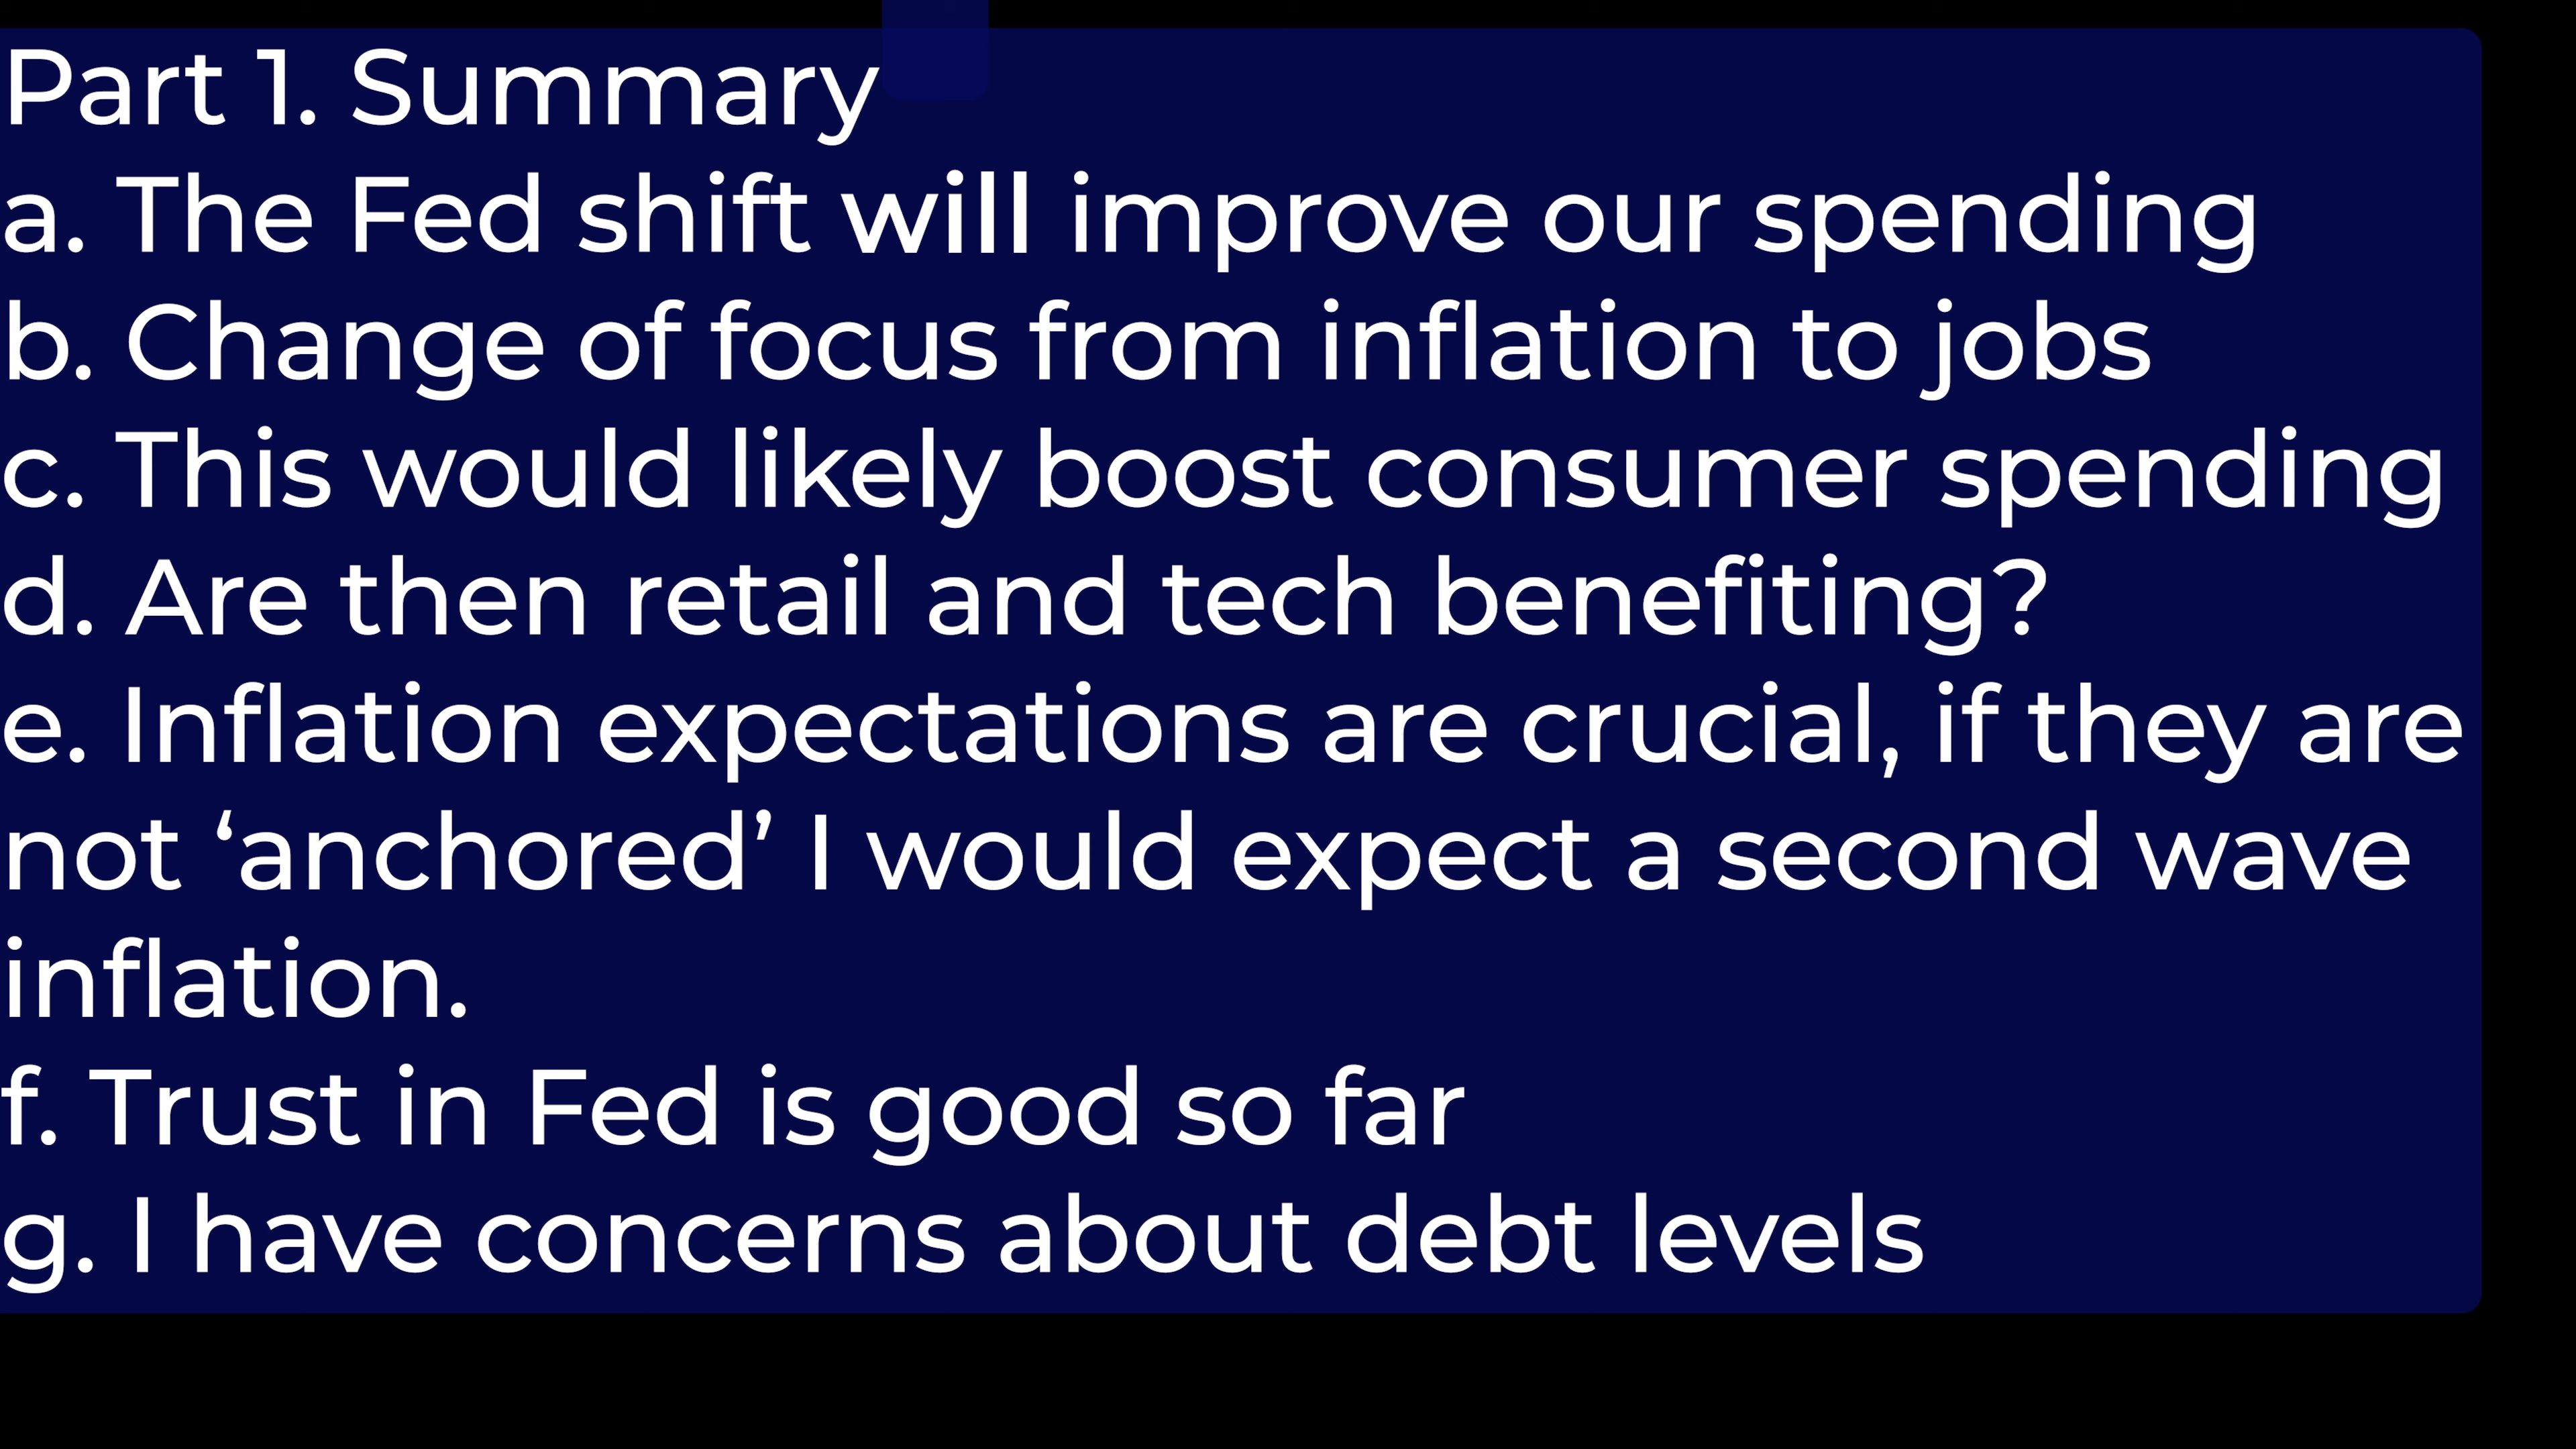 Part 1. Summary
a. The Fed shift will improve our spending
b. Change of focus from inflation to jobs
c. This would likely boost consumer spending
d. Are then retail and tech benefiting?
e. Inflation expectations are crucial, if they are
not ‘anchored’ I would expect a second wave
inflation.
f. Trust in Fed is good so far
g. I have concerns about debt levels